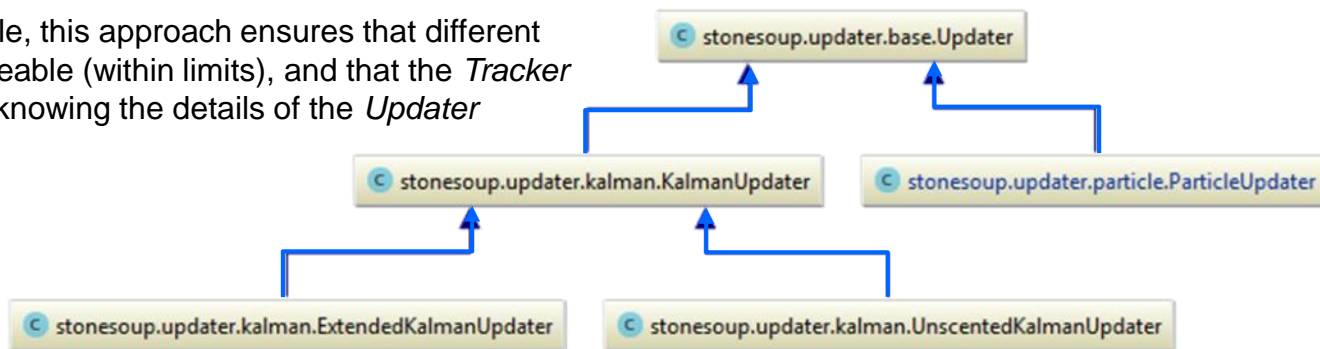 le, this approach ensures that different
eable (within limits), and that the Tracker
knowing the details of the Updater
C stonesoup.updater.base.Updater
C stonesoup.updater.kalman.KalmanUpdater
C stonesoup.updater.particle.ParticleUpdater
C stonesoup.updater.kalman.ExtendedKalmanUpdater
C stonesoup.updater.kalman.UnscentedKalmanUpdater